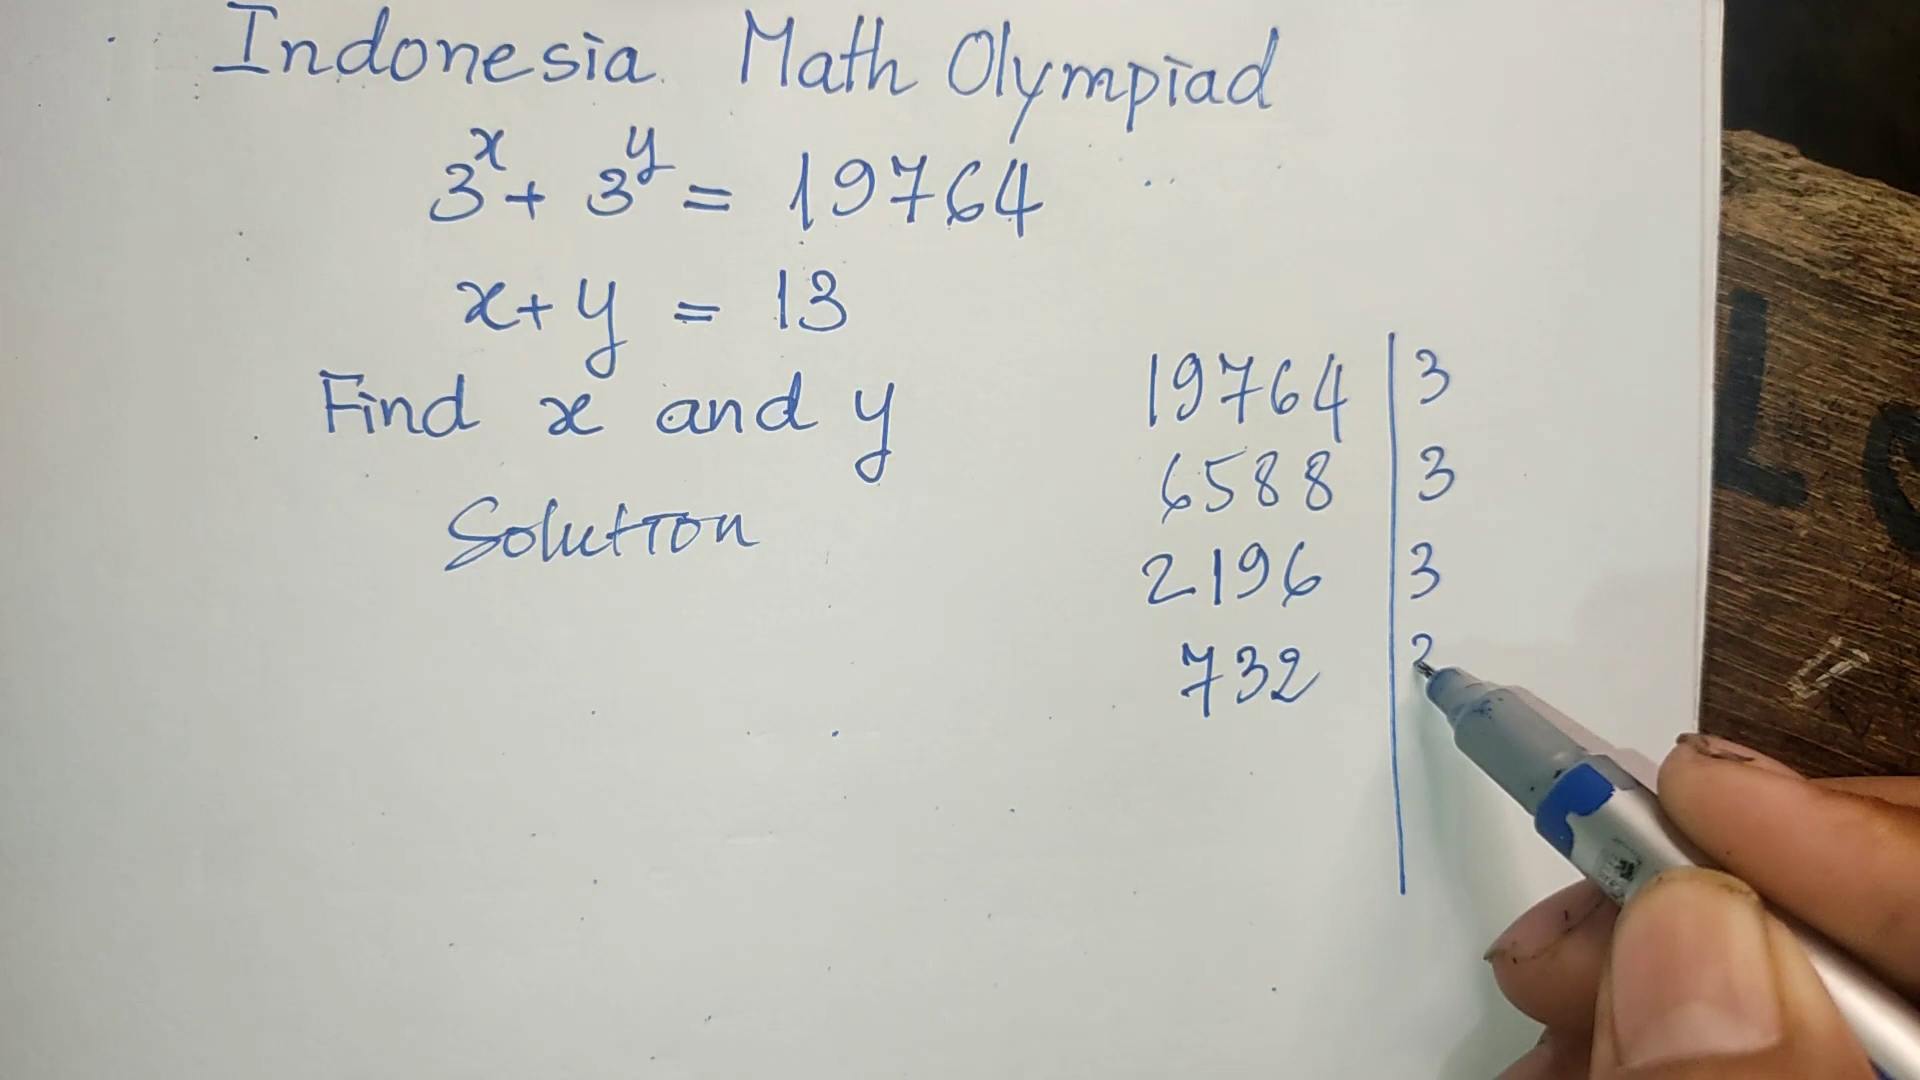 Indonesia Math Olympiad
3^x + 3^y = 19764
x + y = 13
Find x and y
Solution
19764 | 3
6588 | 3
2196 | 3
732 |